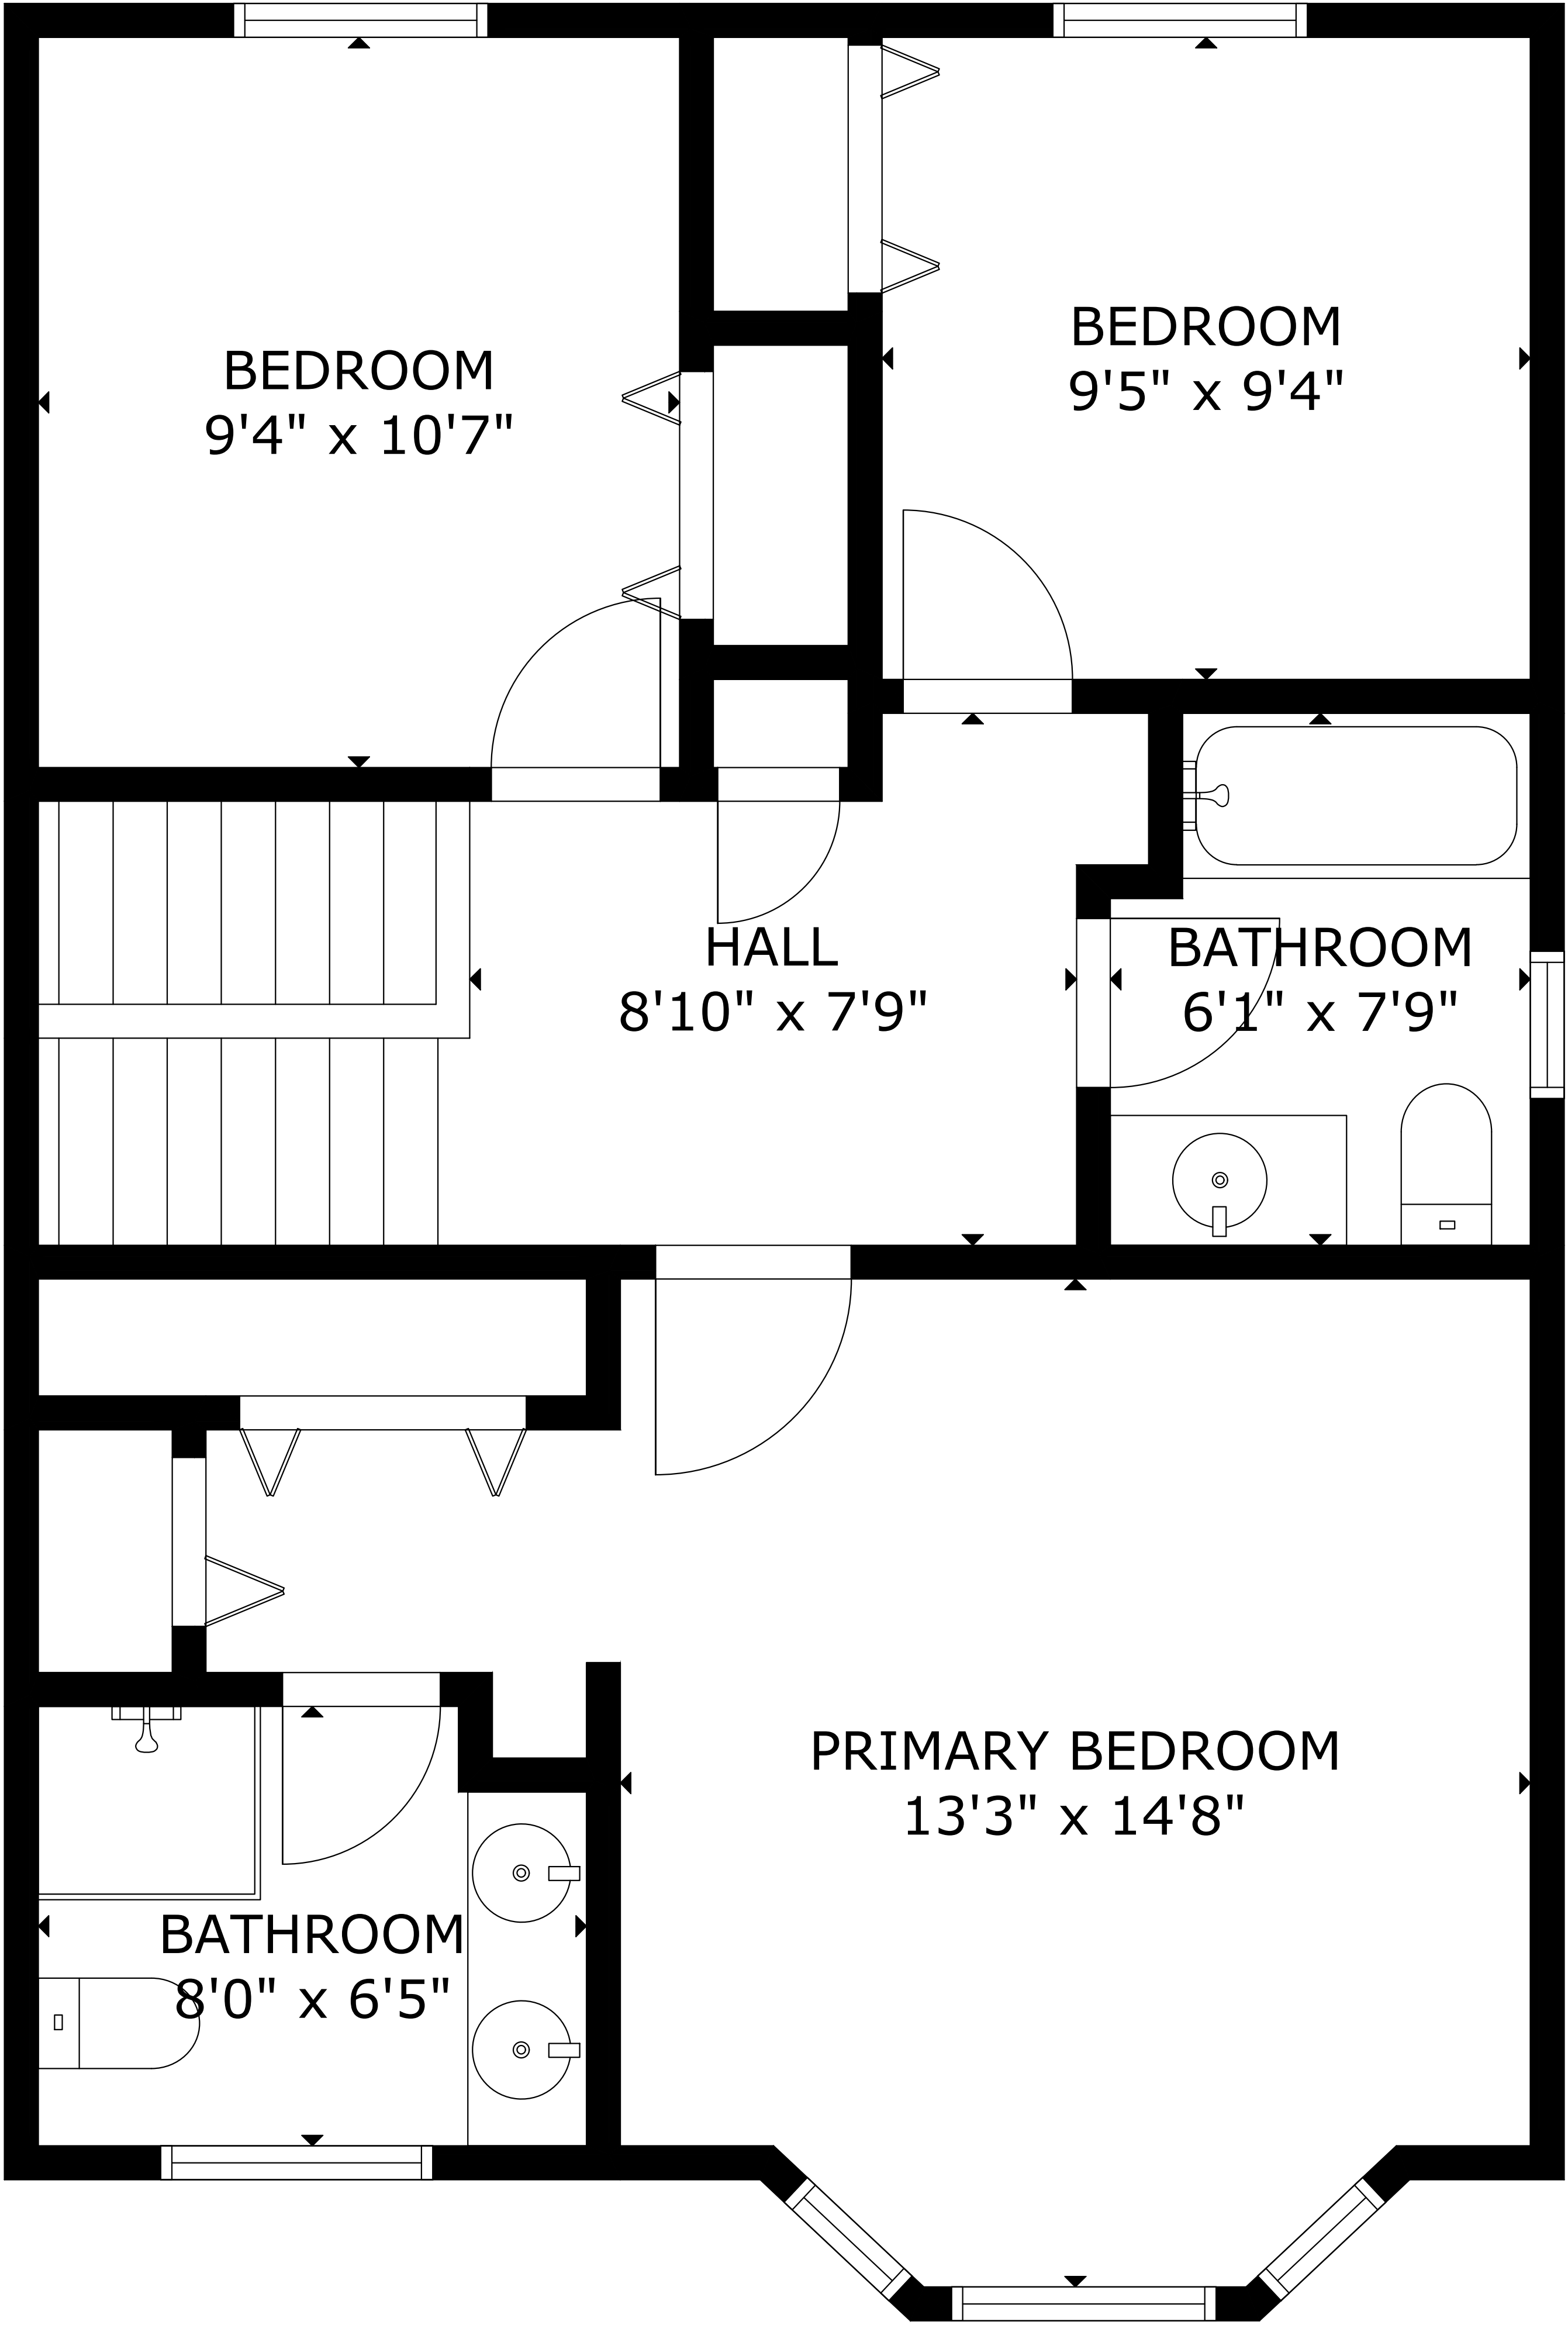 BEDROOM
9'4" x 10'7"
BEDROOM
9'5" x 9'4"
HALL
8'10" x 7'9"
BATHROOM
6'1" x 7'9"
PRIMARY BEDROOM
13'3" x 14'8"
BATHROOM
8'0" x 6'5"